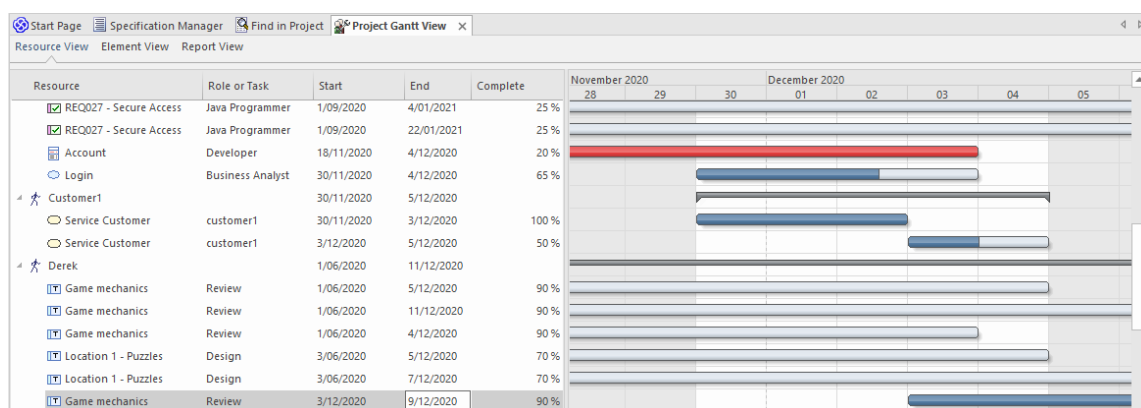 Start Page Specification Manager Find in Project Project Gantt View ×
Resource View Element View Report View
Resource Role or Task Start End Complete November 2020 December 2020
28 29 30 01 02 03 04 05
REQ027 - Secure Access Java Programmer 1/09/2020 4/01/2021 25 %
REQ027 - Secure Access Java Programmer 1/09/2020 22/01/2021 25 %
Account Developer 18/11/2020 4/12/2020 20 %
Login Business Analyst 30/11/2020 4/12/2020 65 %
Customer1 30/11/2020 5/12/2020
Service Customer customer1 30/11/2020 3/12/2020 100 %
Service Customer customer1 3/12/2020 5/12/2020 50 %
Derek 1/06/2020 11/12/2020
Game mechanics Review 1/06/2020 5/12/2020 90 %
Game mechanics Review 1/06/2020 11/12/2020 90 %
Game mechanics Review 1/06/2020 4/12/2020 90 %
Location 1 - Puzzles Design 3/06/2020 5/12/2020 70 %
Location 1 - Puzzles Design 3/06/2020 7/12/2020 70 %
Game mechanics Review 3/12/2020 9/12/2020 90 %